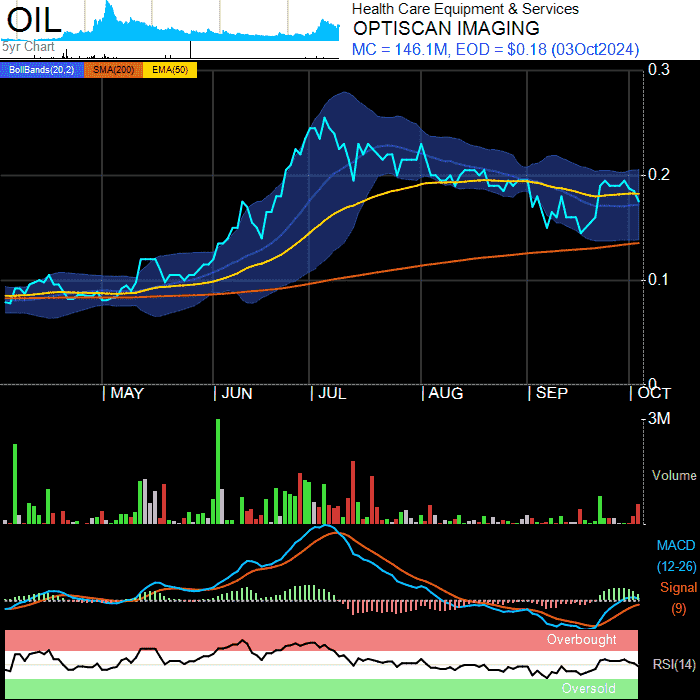 OIL
5yr Chart
Health Care Equipment & Services
OPTISCAN IMAGING
MC = 146.1M, EOD = $0.18 (03Oct2024)
BollBands(20,2) SMA(200) EMA(50)
0.3
0.2
0.1
0
MAY JUN JUL AUG SEP OCT
3M
Volume
MACD
(12-26)
Signal
(9)
Overbought
RSI(14)
Oversold